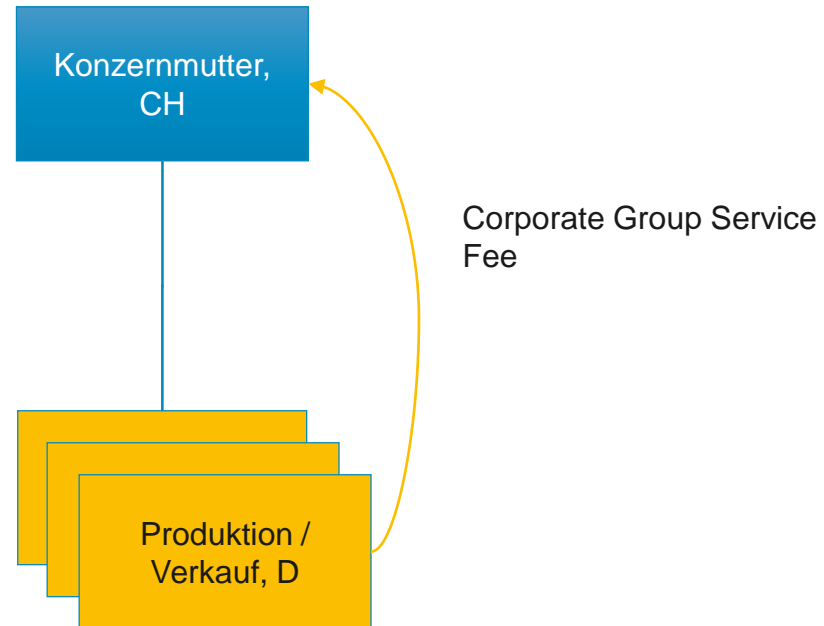 Konzernmutter,
CH
Corporate Group Service
Fee
Produktion /
Verkauf, D